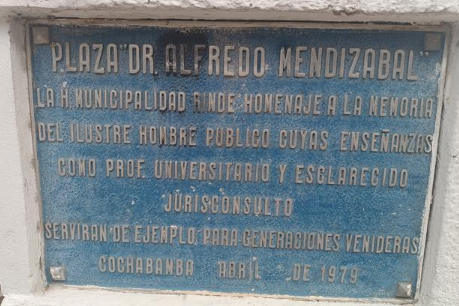 PLAZA "DR. ALFREDO MENDIZABAL"
LA H. MUNICIPALIDAD RINDE HOMENAJE A LA MEMORIA
DEL ILUSTRE HOMBRE PUBLICO CUYAS ENSEÑANZAS
COMO PROF. UNIVERSITARIO Y ESCLARECIDO
JURISCONSULTO
SERVIRAN DE EJEMPLO, PARA GENERACIONES VENIDERAS
COCHABAMBA ABRIL DE 1979